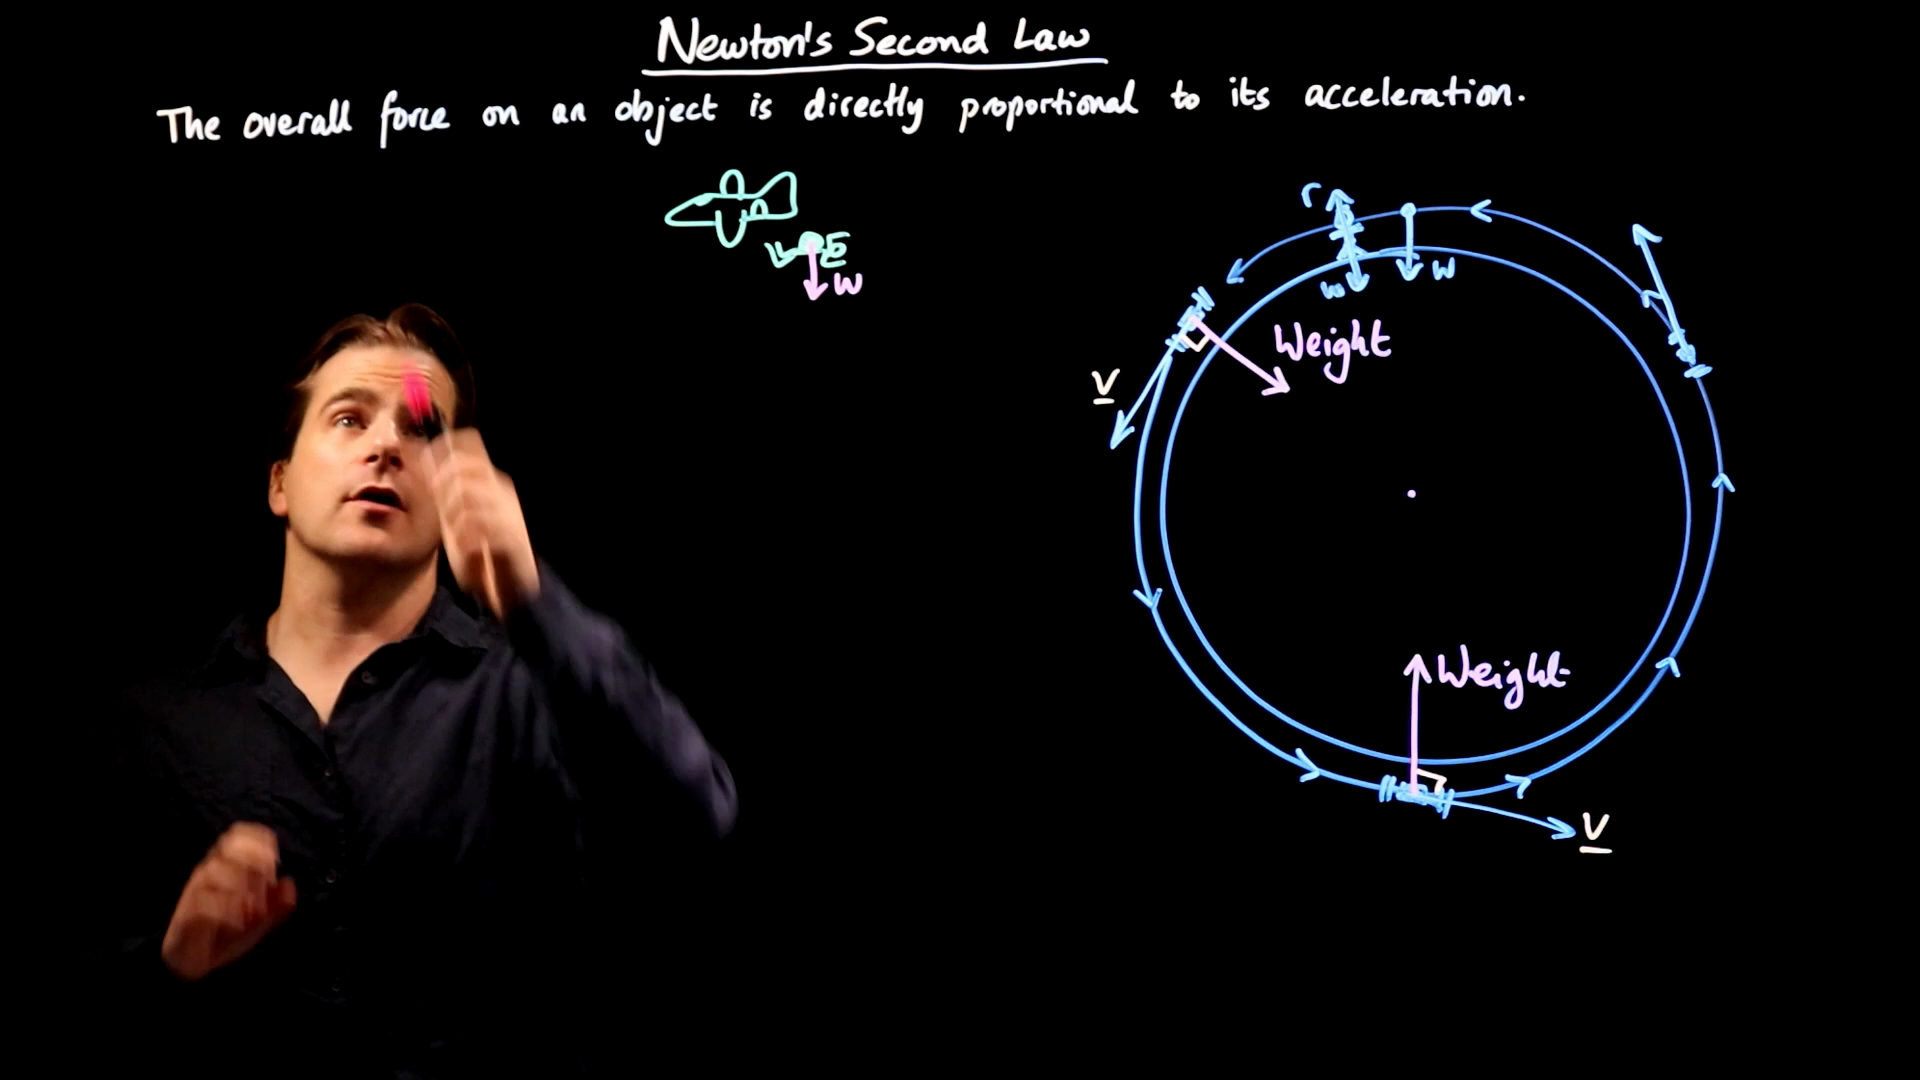 Newton's Second Law
The overall force on an object is directly proportional to its acceleration.
r
W
W
W
Weight
v
Weight
v